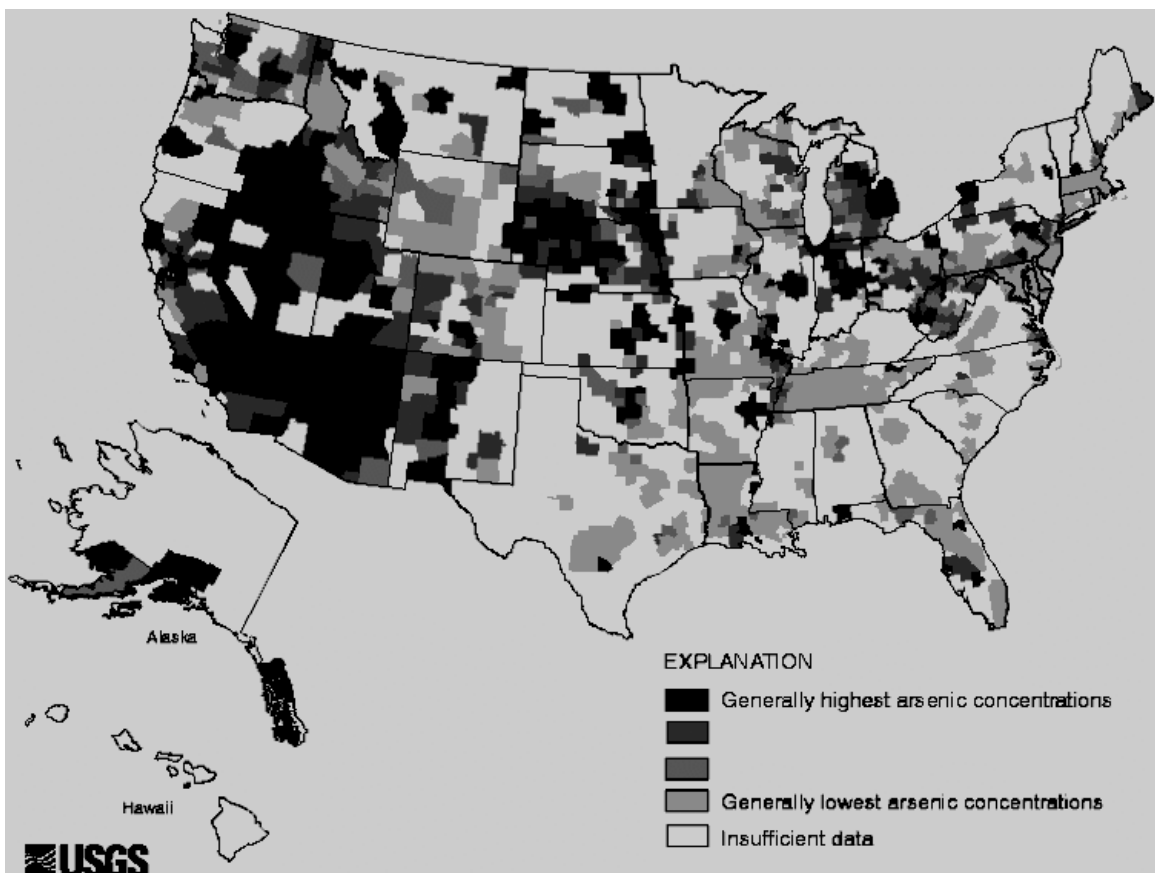 Alaska
Hawaii
EXPLANATION
Generally highest arsenic concentrations
Generally lowest arsenic concentrations
Insufficient data
USGS